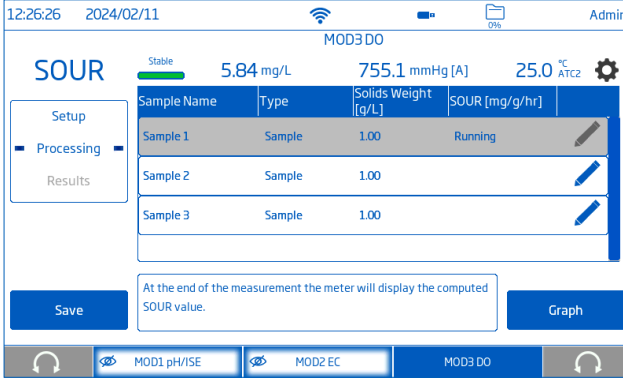 12:26:26 2024/02/11 0% Admin
MOD3 DO
SOUR Stable 5.84 mg/L 755.1 mmHg [A] 25.0 °C ATC2
Setup
Processing
Results
Sample Name Type Solids Weight [g/L] SOUR [mg/g/hr]
Sample 1 Sample 1.00 Running
Sample 2 Sample 1.00
Sample 3 Sample 1.00
At the end of the measurement the meter will display the computed
SOUR value.
Save
Graph
MOD1 pH/ISE MOD2 EC MOD3 DO